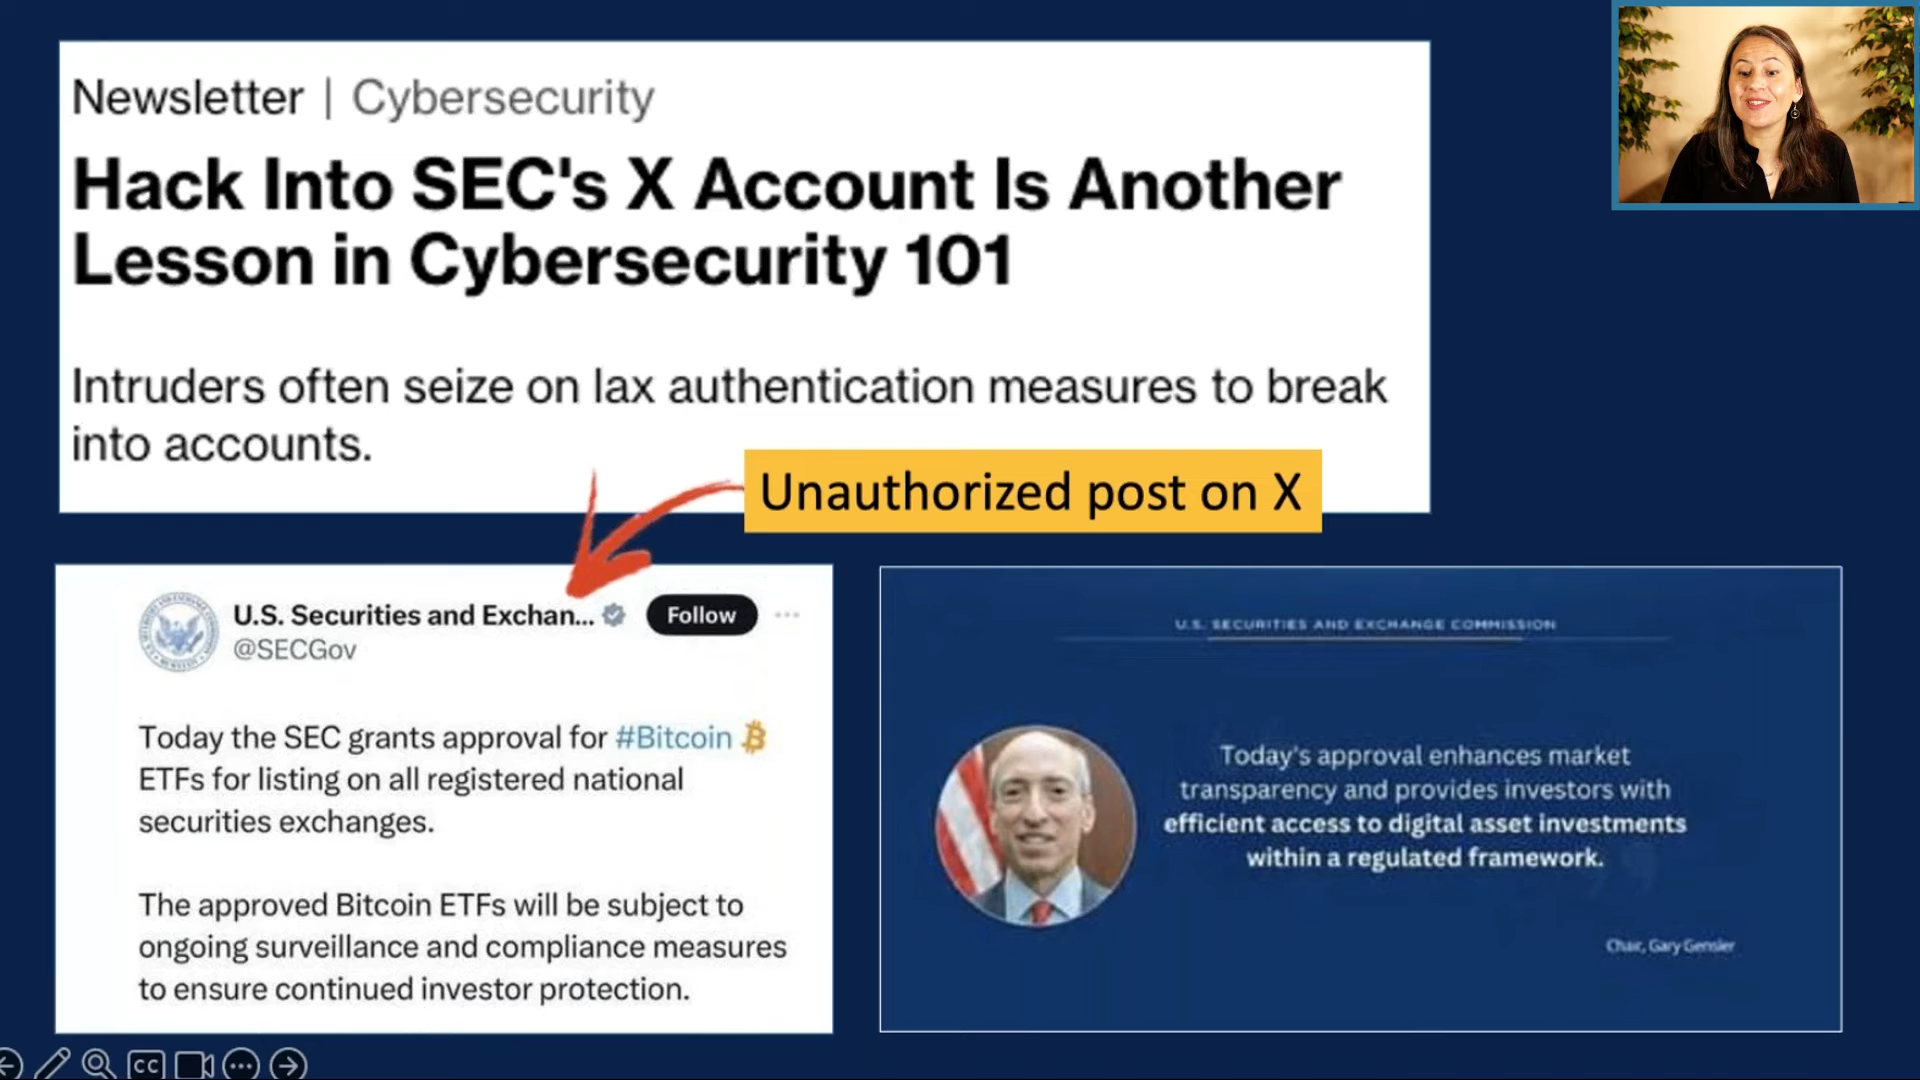 Newsletter | Cybersecurity
Hack Into SEC's X Account Is Another
Lesson in Cybersecurity 101
Intruders often seize on lax authentication measures to break
into accounts.
Unauthorized post on X
U.S. Securities and Exchan...
Follow
@SECGov
Today the SEC grants approval for #Bitcoin
ETFs for listing on all registered national
securities exchanges.
The approved Bitcoin ETFs will be subject to
ongoing surveillance and compliance measures
to ensure continued investor protection.
U.S. SECURITIES AND EXCHANGE COMMISSION
Today's approval enhances market
transparency and provides investors with
efficient access to digital asset investments
within a regulated framework.
Chair, Gary Gensler
CC